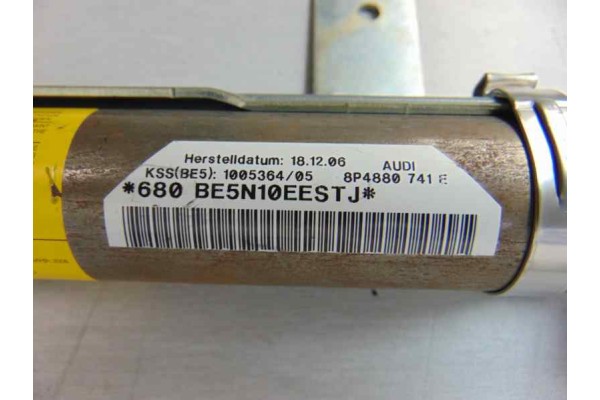 Herstelldatum: 18.12.06 AUDI
KSS(BE5): 1005364/05 8P4880 741 E
*680 BE5N10EESTJ*